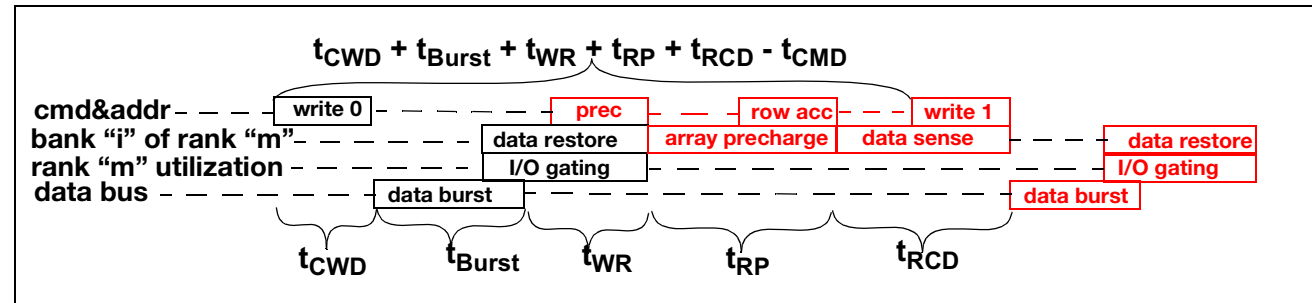 tCWD + tBurst + tWR + tRP + tRCD - tCMD
cmd&addr write 0 prec row acc write 1
bank “i” of rank “m” data restore array precharge data sense data restore
rank “m” utilization I/O gating I/O gating
data bus data burst data burst
tCWD tBurst tWR tRP tRCD